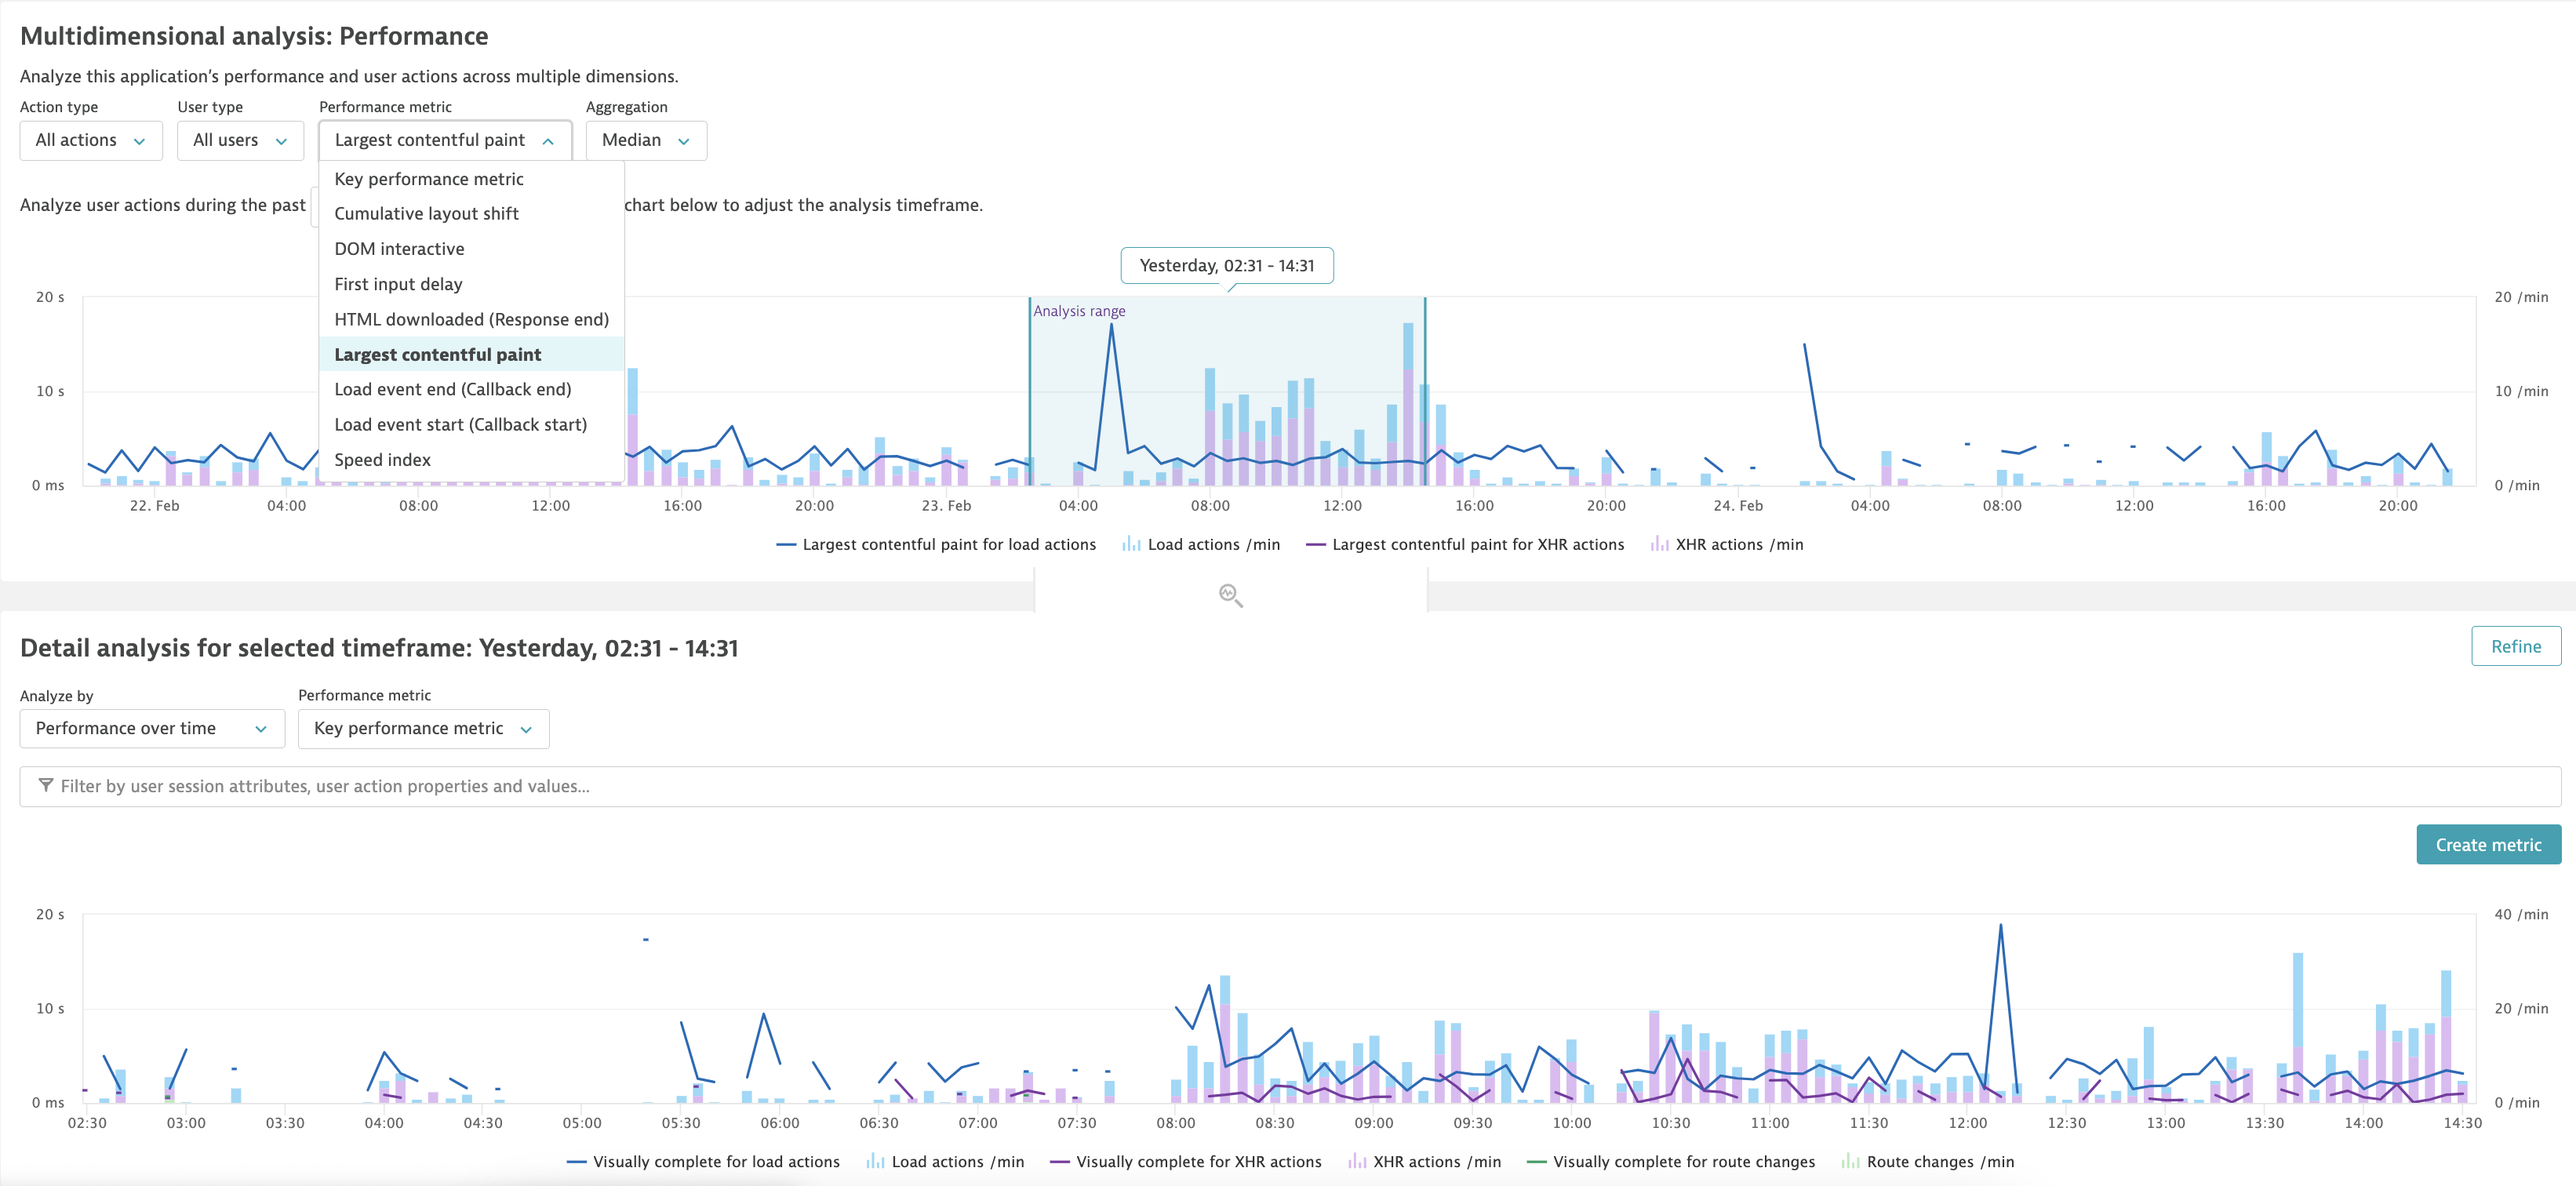 Multidimensional analysis: Performance
Analyze this application's performance and user actions across multiple dimensions.
Action type User type Performance metric Aggregation
All actions All users Largest contentful paint Median
Key performance metric
Analyze user actions during the past chart below to adjust the analysis timeframe.
Cumulative layout shift
DOM interactive
First input delay
HTML downloaded (Response end)
Largest contentful paint
Load event end (Callback end)
Load event start (Callback start)
Speed index
Yesterday, 02:31 - 14:31
20 s 20 /min
Analysis range
10 s 10 /min
0 ms 0 /min
22. Feb 04:00 08:00 12:00 16:00 20:00 23. Feb 04:00 08:00 12:00 16:00 20:00 24. Feb 04:00 08:00 12:00 16:00 20:00
Largest contentful paint for load actions Load actions /min Largest contentful paint for XHR actions XHR actions /min
Detail analysis for selected timeframe: Yesterday, 02:31 - 14:31
Refine
Analyze by Performance metric
Performance over time Key performance metric
Filter by user session attributes, user action properties and values...
Create metric
20 s 40 /min
10 s 20 /min
0 ms 0 /min
02:30 03:00 03:30 04:00 04:30 05:00 05:30 06:00 06:30 07:00 07:30 08:00 08:30 09:00 09:30 10:00 10:30 11:00 11:30 12:00 12:30 13:00 13:30 14:00 14:30
Visually complete for load actions Load actions /min Visually complete for XHR actions XHR actions /min Visually complete for route changes Route changes /min